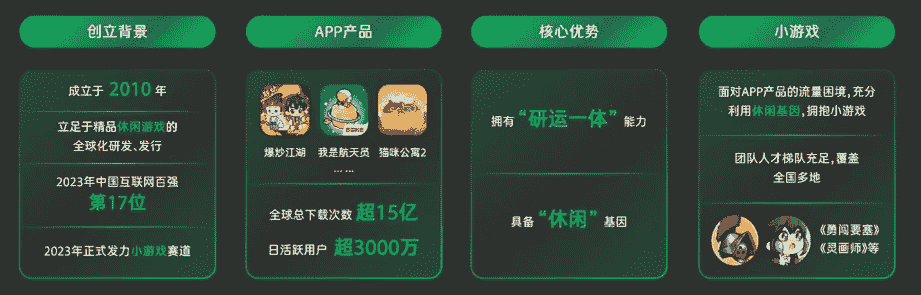 创立背景
成立于 2010 年
立足于精品休闲游戏的
全球化研发、发行
2023年中国互联网百强
第17位
2023年正式发力小游戏赛道
APP产品
爆炒江湖
我是航天员
猫咪公寓2
... ...
全球总下载次数 超15亿
日活跃用户 超3000万
核心优势
拥有“研运一体”能力
具备“休闲”基因
小游戏
面对APP产品的流量困境,充分
利用休闲基因,拥抱小游戏
团队人才梯队充足,覆盖
全国多地
《勇闯要塞》
《灵画师》等